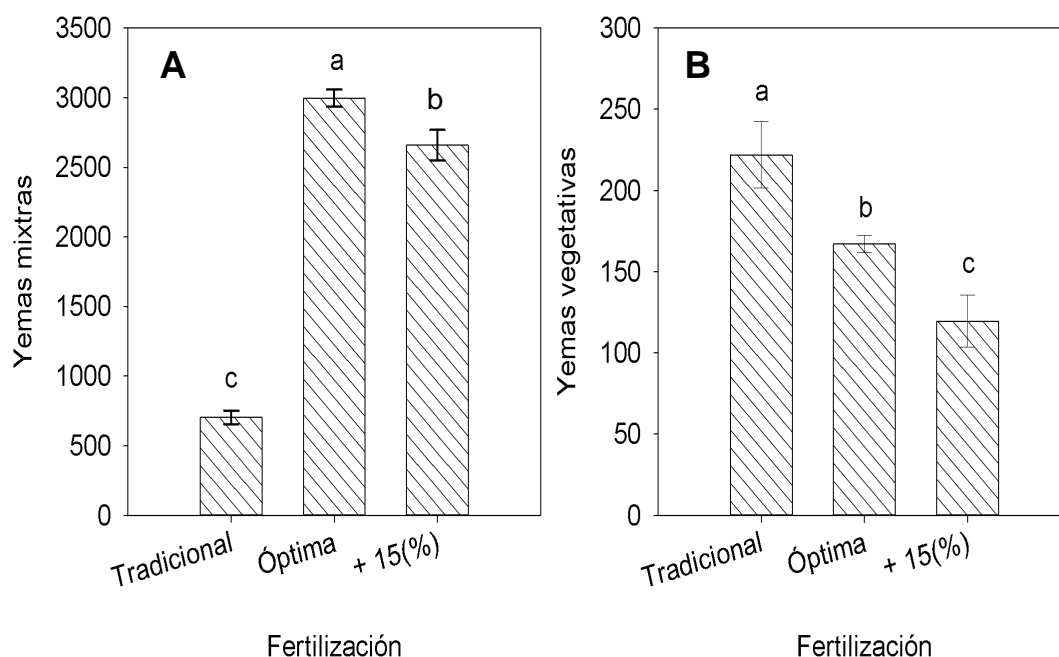 A
Yemas mixtras
3500
3000
2500
2000
1500
1000
500
0
c
a
b
Tradicional
Óptima
+ 15(%)
Fertilización
B
Yemas vegetativas
300
250
200
150
100
50
0
a
b
c
Tradicional
Óptima
+ 15(%)
Fertilización